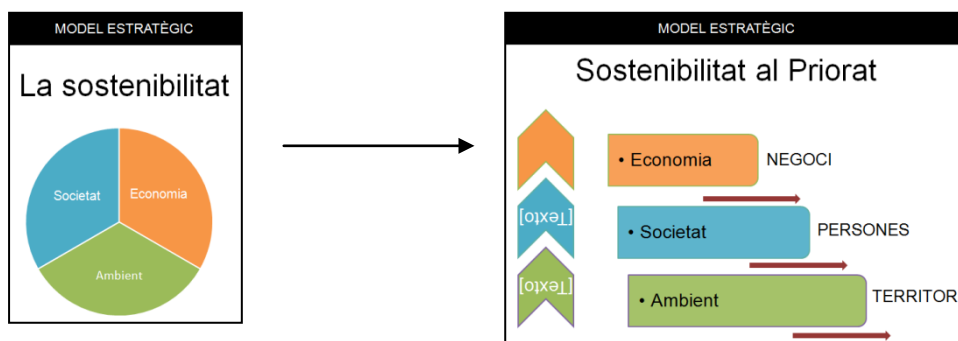 MODEL ESTRATÈGIC
La sostenibilitat
Societat
Economia
Ambient
MODEL ESTRATÈGIC
Sostenibilitat al Priorat
• Economia
NEGOCI
[Texto]
• Societat
PERSONES
[Texto]
• Ambient
TERRITOR